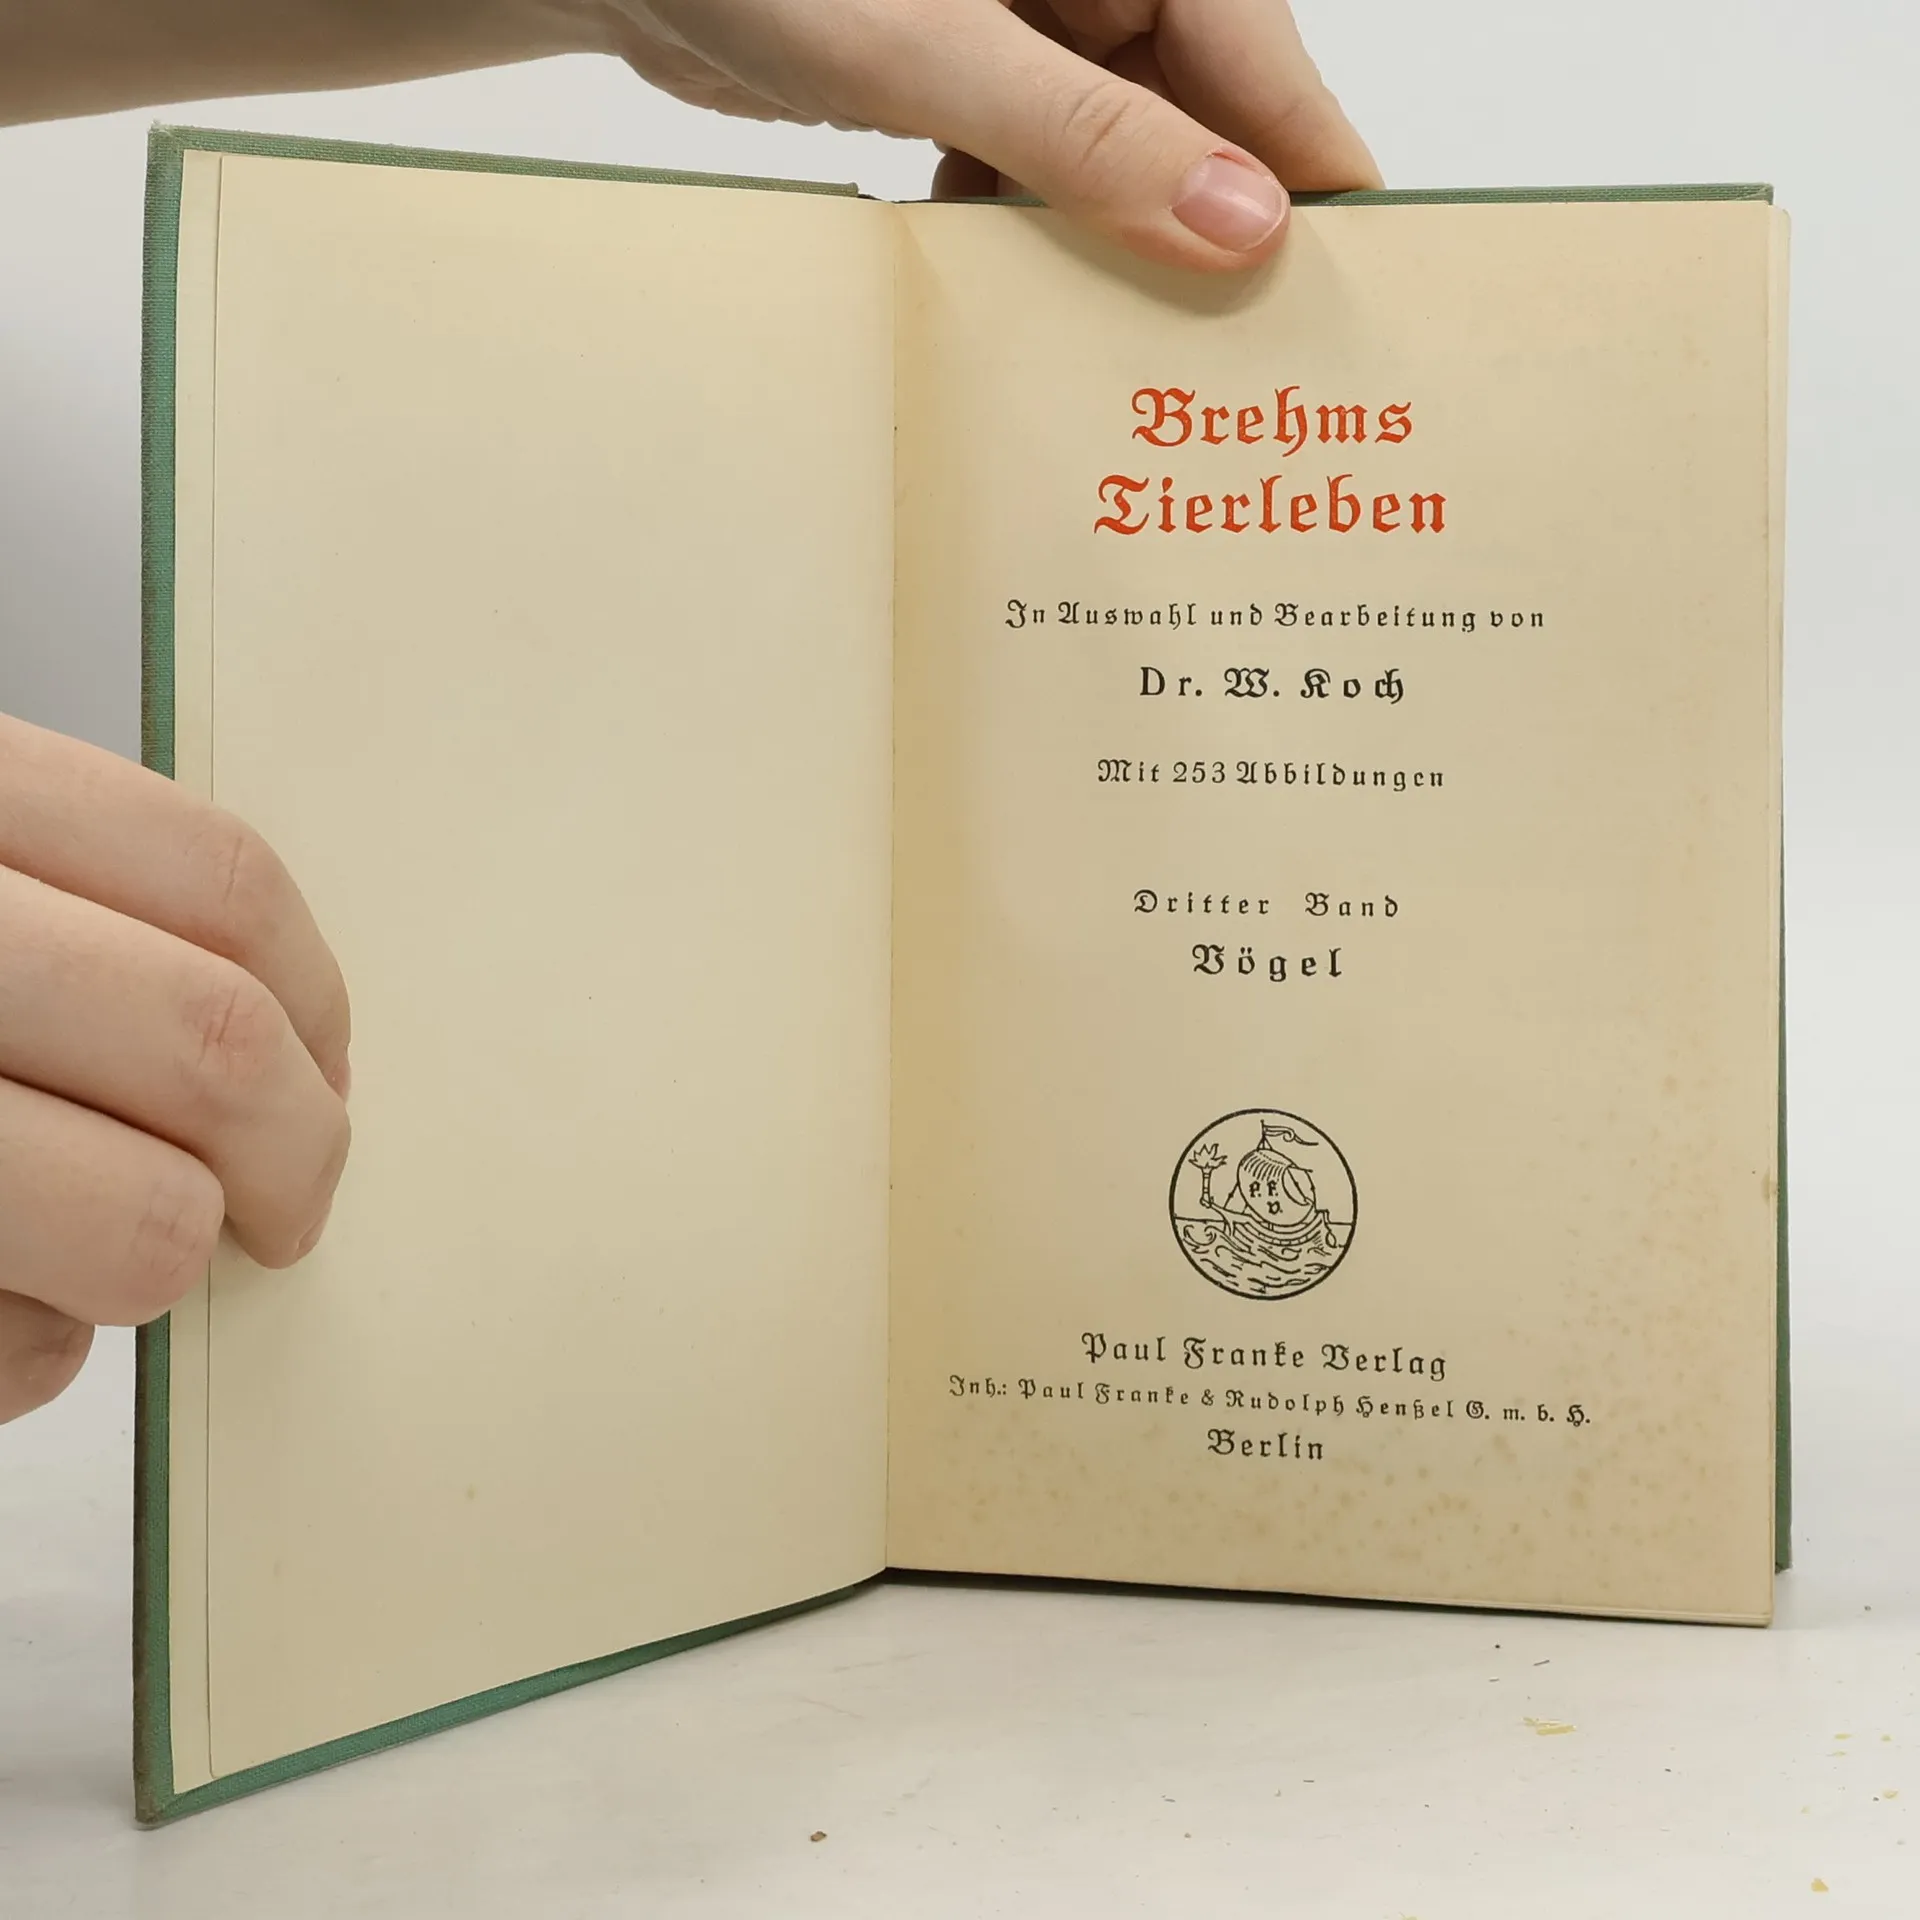 Brehms
Tierleben
In Auswahl und Bearbeitung von
Dr. W. Koch
Mit 253 Abbildungen
Dritter Band
Vögel
P. F.
V.
Paul Franke Verlag
Inh.: Paul Franke & Rudolph Henßel G. m. b. H.
Berlin